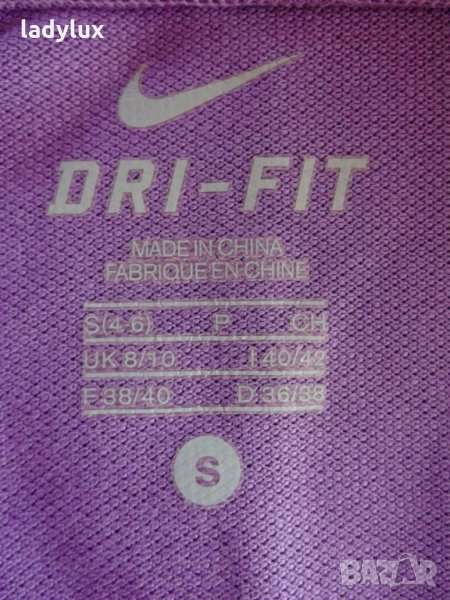 ladylux
DRI-FIT
MADE IN CHINA
FABRIQUE EN CHINE
S(4-6) P CH
UK 8/10 I 40/42
F 38/40 D 36/38
S
BAZAR